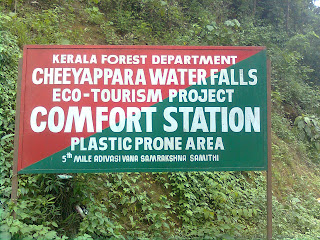 KERALA FOREST DEPARTMENT
CHEEYAPPARA WATER FALLS
ECO-TOURISM PROJECT
COMFORT STATION
PLASTIC PRONE AREA
5th MILE ADIVASI VANA SAMRAKSHNA SAMITHI